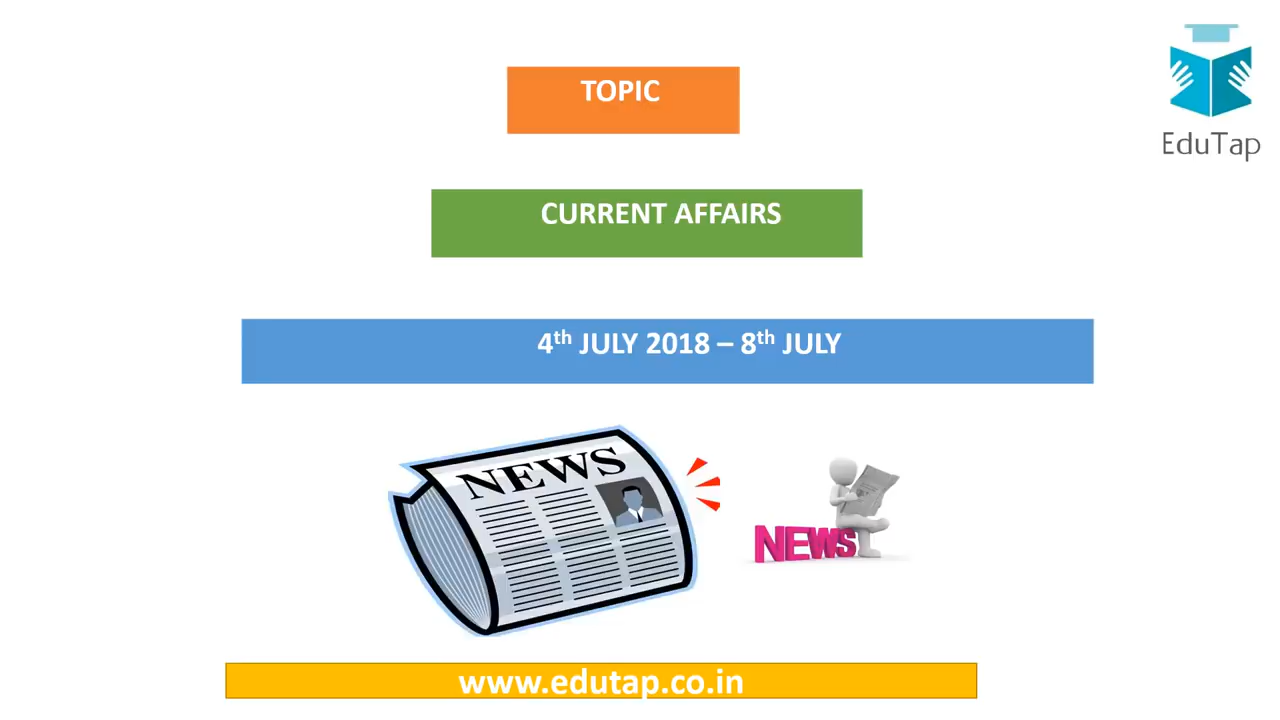 TOPIC
EduTap
CURRENT AFFAIRS
4th JULY 2018 – 8th JULY
NEWS
NEWS
www.edutap.co.in